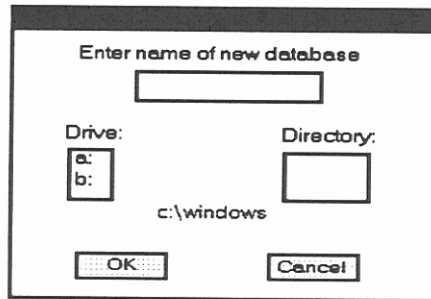 Enter name of new database
Drive:
Directory:
a:
b:
c:\windows
OK
Cancel